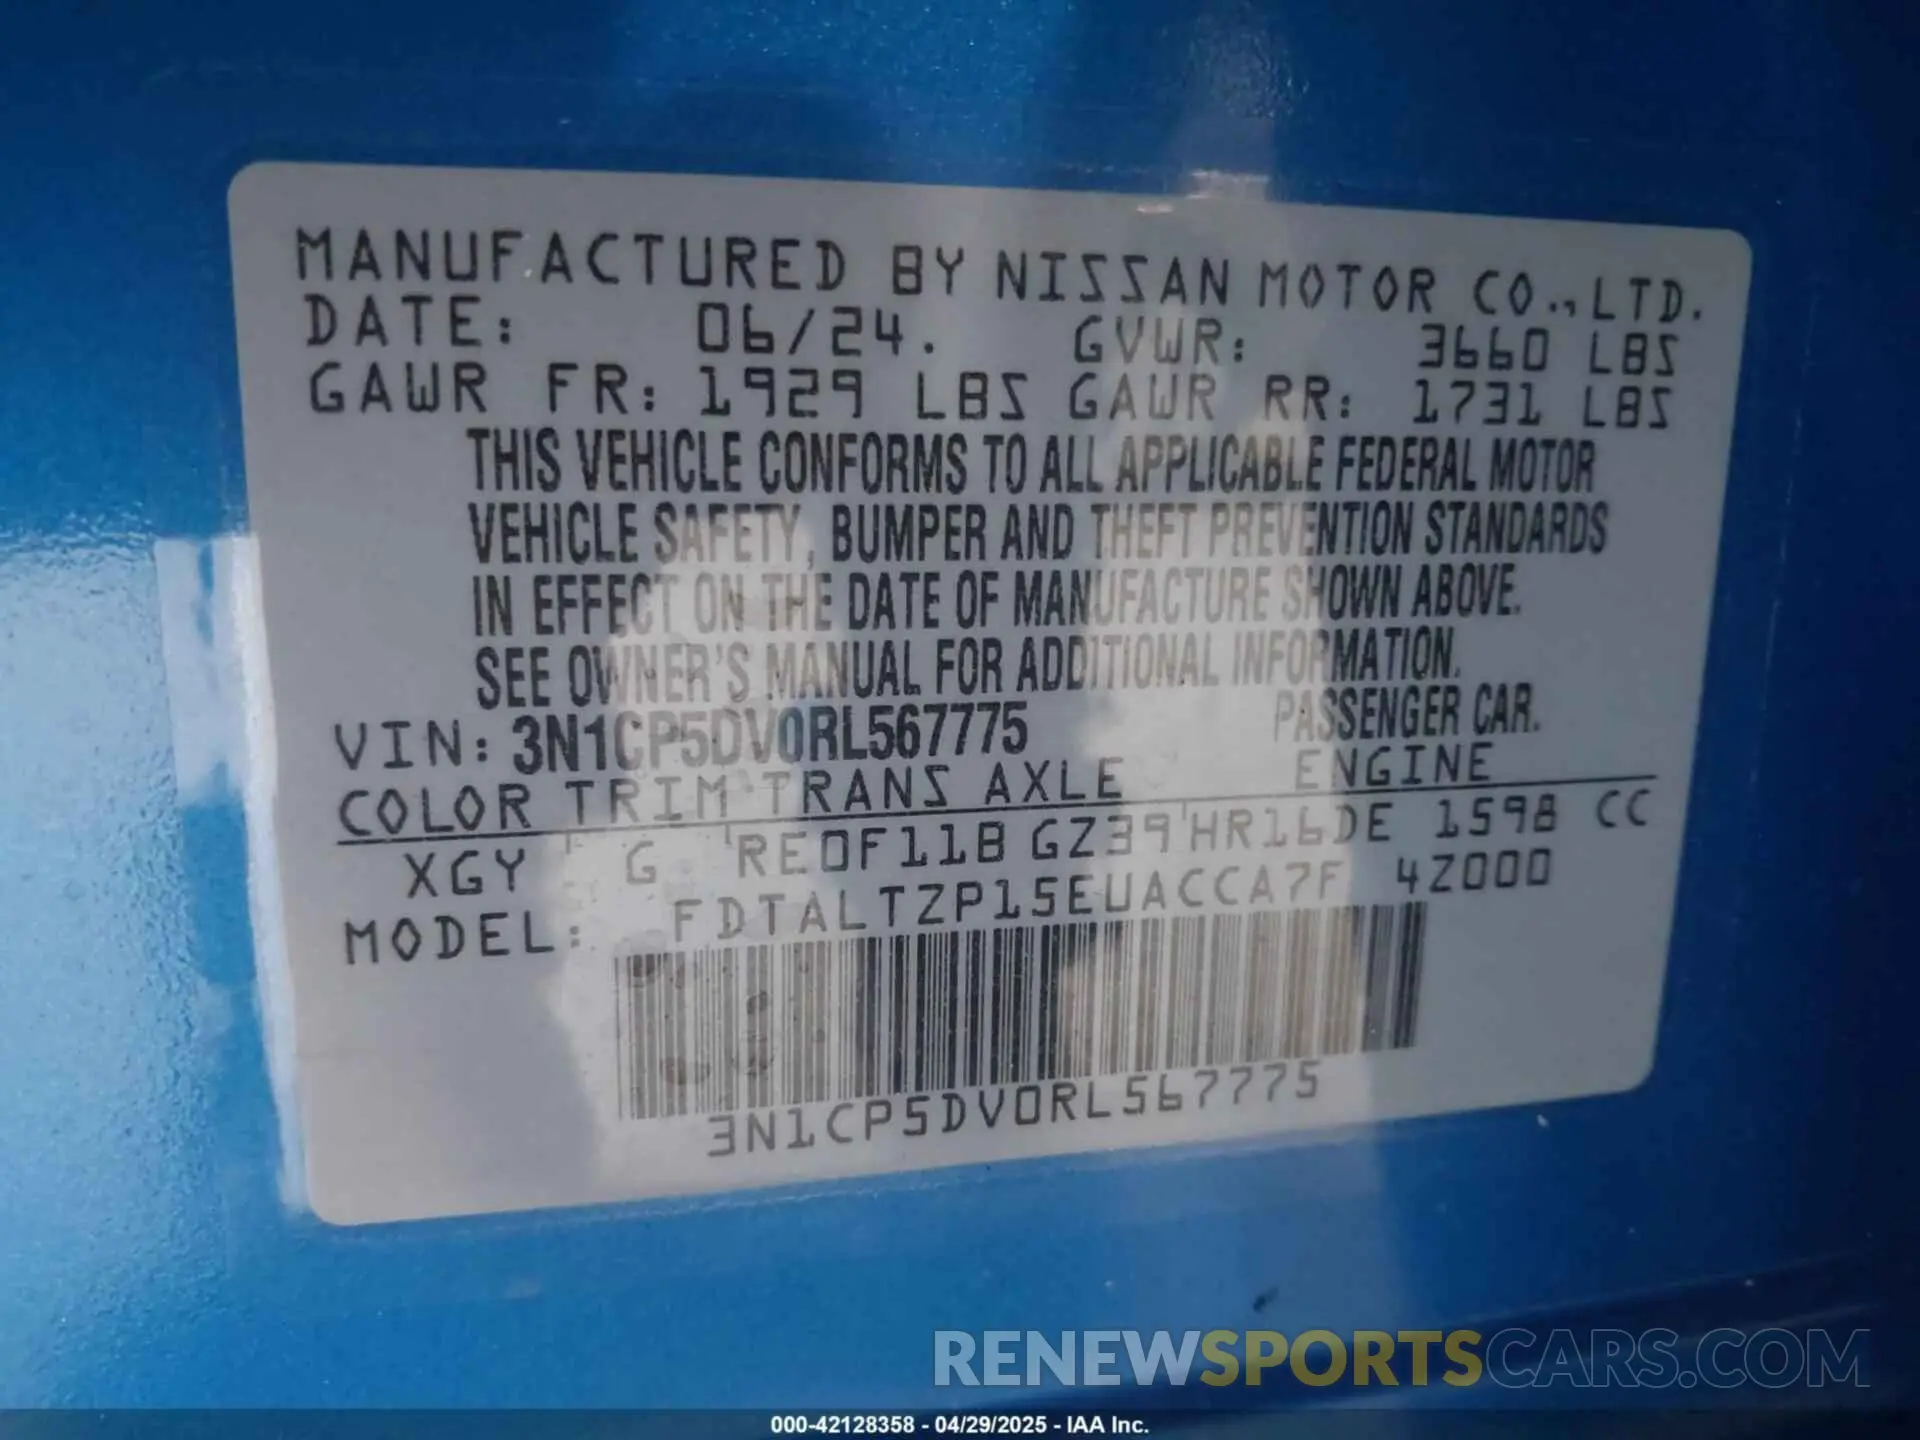 MANUFACTURED BY NISSAN MOTOR CO.,LTD.
DATE: 06/24. GVWR: 3660 LBS
GAWR FR: 1929 LBS GAWR RR: 1731 LBS
THIS VEHICLE CONFORMS TO ALL APPLICABLE FEDERAL MOTOR
VEHICLE SAFETY, BUMPER AND THEFT PREVENTION STANDARDS
IN EFFECT ON THE DATE OF MANUFACTURE SHOWN ABOVE.
SEE OWNER'S MANUAL FOR ADDITIONAL INFORMATION.
VIN: 3N1CP5DV0RL567775 PASSENGER CAR.
COLOR TRIM TRANS AXLE ENGINE
XGY G RE0F11B GZ39 HR16DE 1598 CC
MODEL: FDTALTZP15EUACCA7F 4Z000
3N1CP5DV0RL567775
RENEWSPORTSCARS.COM
000-42128358 - 04/29/2025 - IAA Inc.